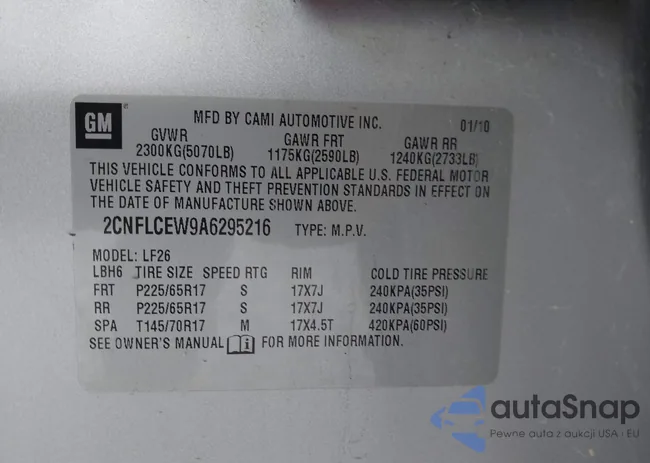 GM
MFD BY CAMI AUTOMOTIVE INC. 01/10
GVWR GAWR FRT GAWR RR
2300KG(5070LB) 1175KG(2590LB) 1240KG(2733LB)
THIS VEHICLE CONFORMS TO ALL APPLICABLE U.S. FEDERAL MOTOR
VEHICLE SAFETY AND THEFT PREVENTION STANDARDS IN EFFECT ON
THE DATE OF MANUFACTURE SHOWN ABOVE.
2CNFLCEW9A6295216 TYPE: M.P.V.
MODEL: LF26
LBH6 TIRE SIZE SPEED RTG RIM COLD TIRE PRESSURE
FRT P225/65R17 S 17X7J 240KPA(35PSI)
RR P225/65R17 S 17X7J 240KPA(35PSI)
SPA T145/70R17 M 17X4.5T 420KPA(60PSI)
SEE OWNER'S MANUAL FOR MORE INFORMATION.
autaSnap
Pewne auta z aukcji USA i EU